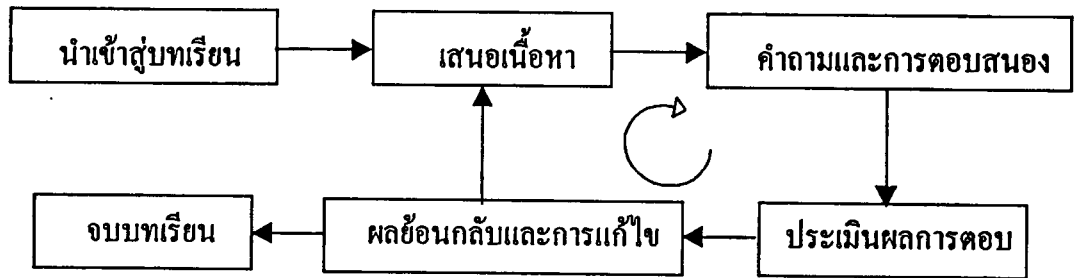 นำเข้าสู่บทเรียน
เสนอเนื้อหา
คำถามและการตอบสนอง
จบบทเรียน
ผลย้อนกลับและการแก้ไข
ประเมินผลการตอบ